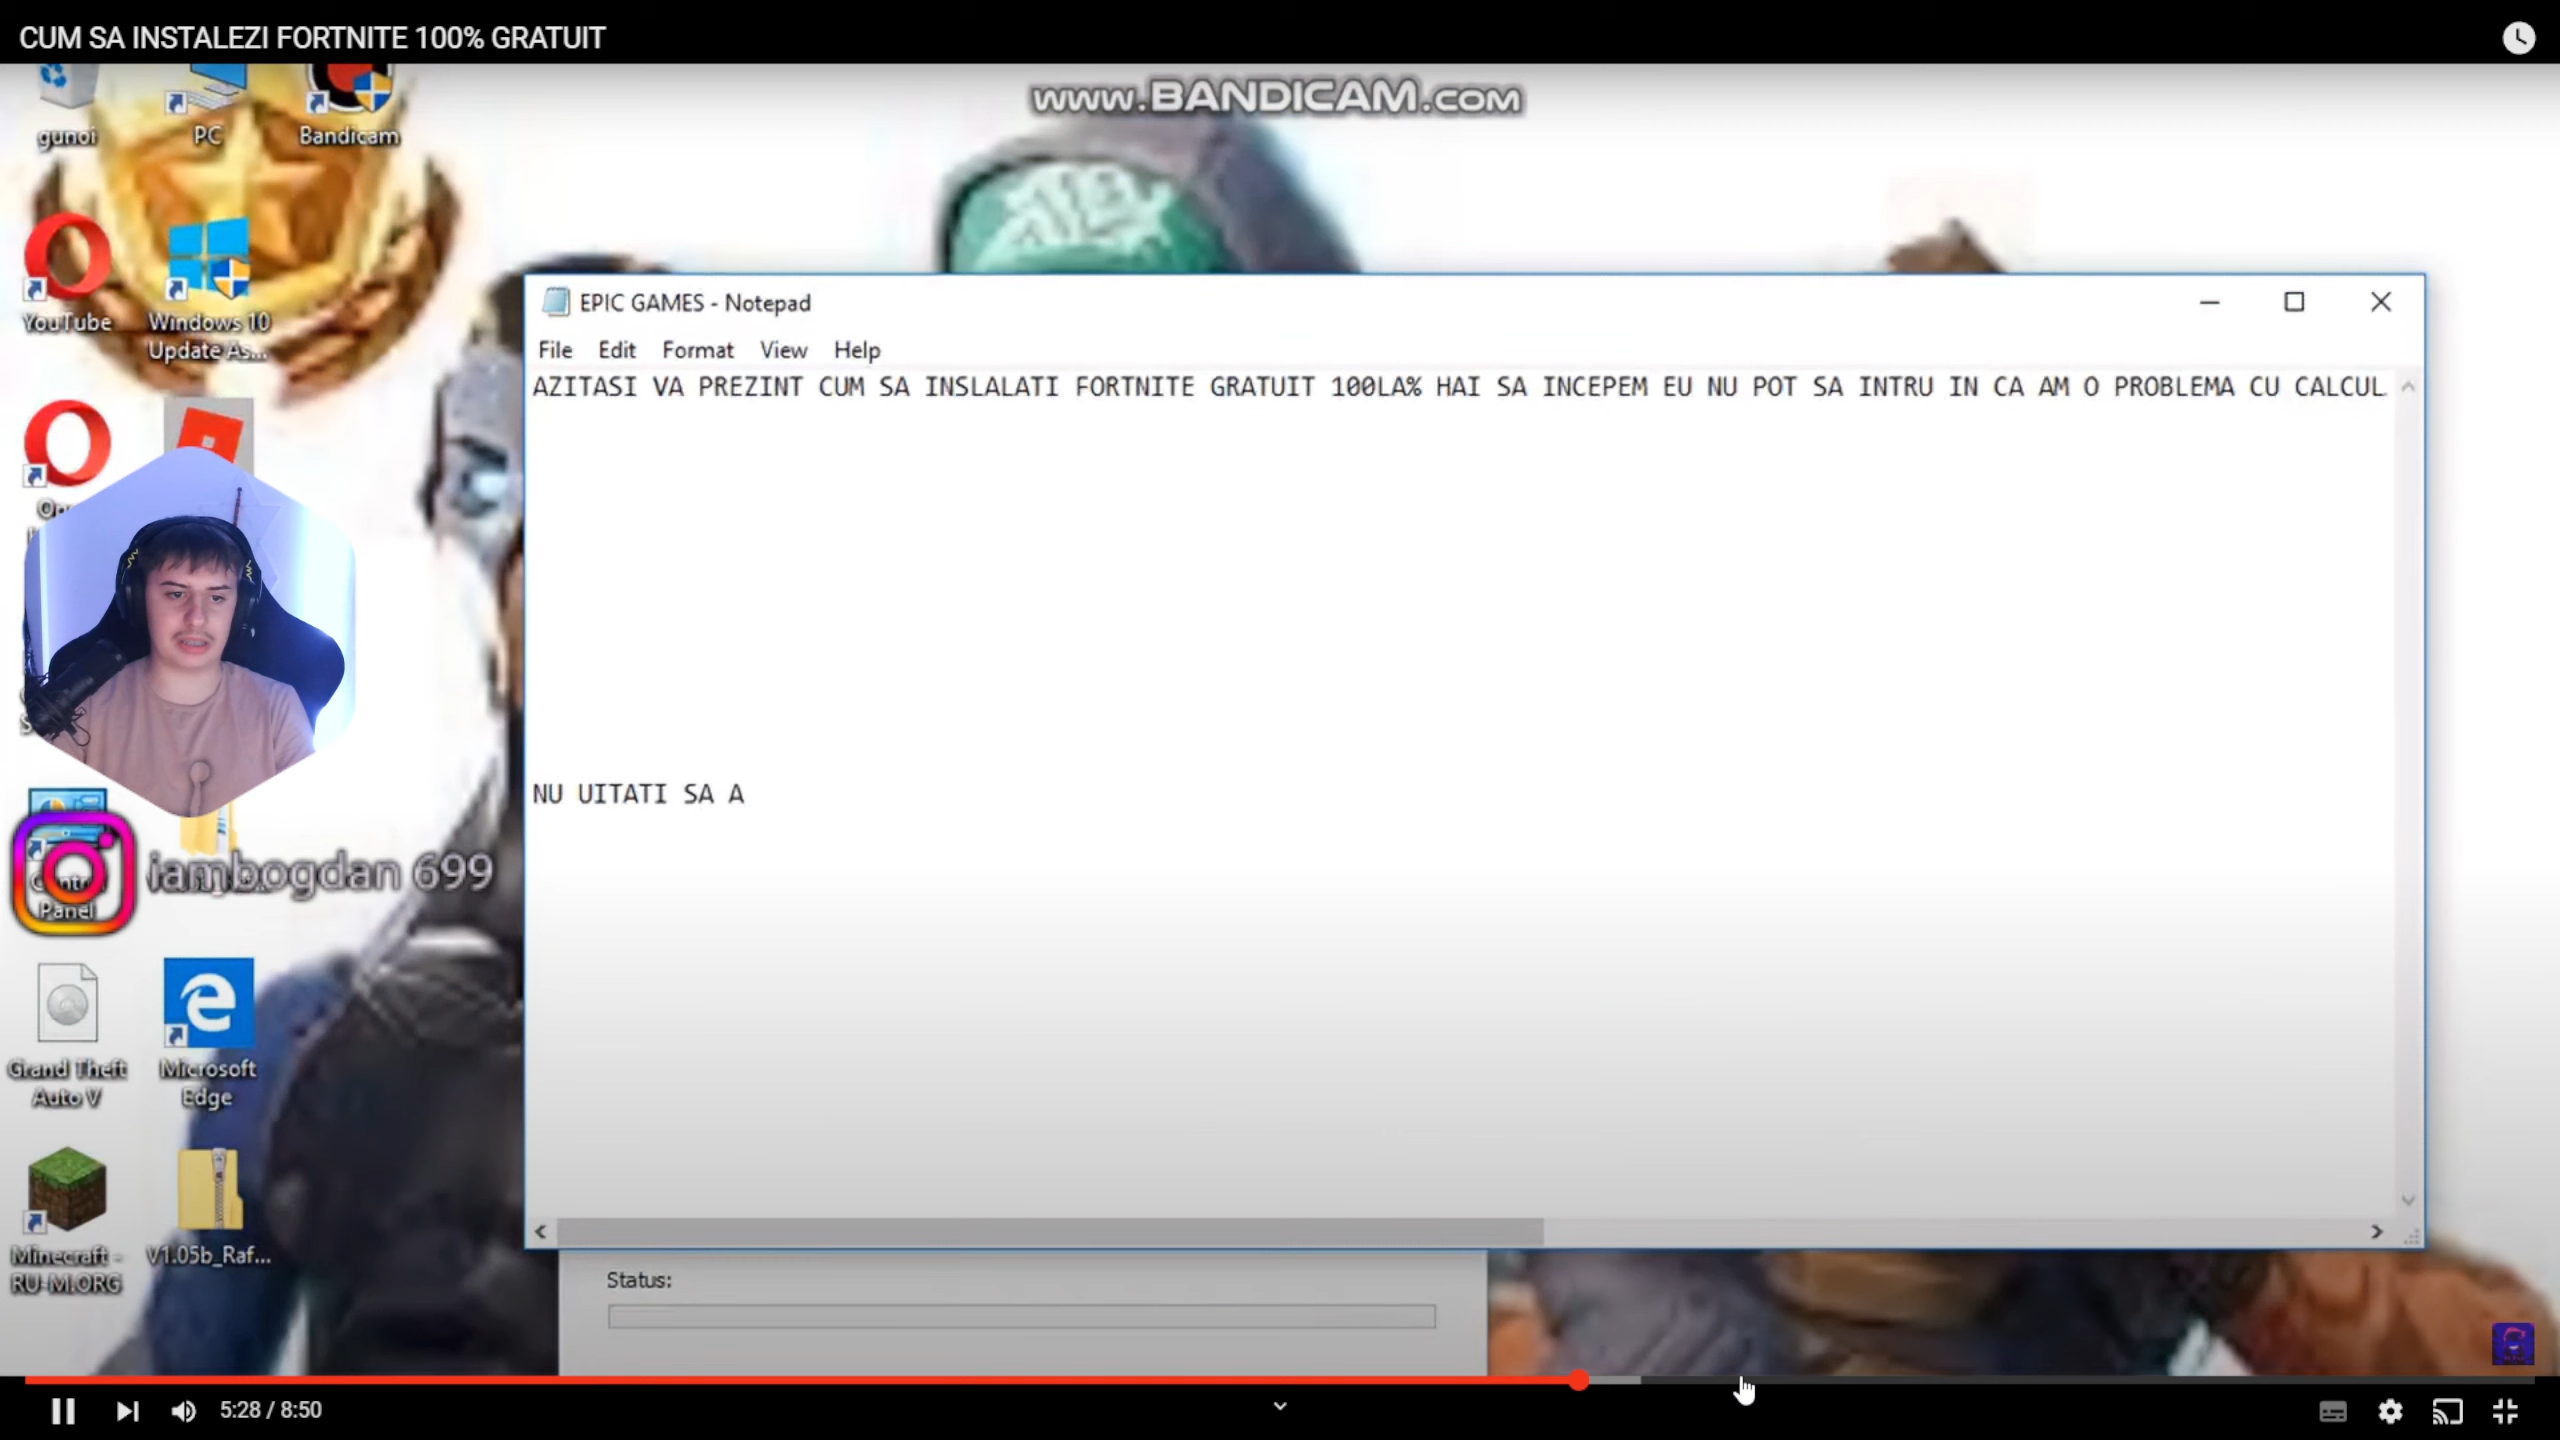 CUM SA INSTALEZI FORTNITE 100% GRATUIT
www.BANDICAM.com
gunoi
PC
Bandicam
YouTube
Windows 10
Update As...
EPIC GAMES - Notepad
File Edit Format View Help
AZITASI VA PREZINT CUM SA INSLALATI FORTNITE GRATUIT 100LA% HAI SA INCEPEM EU NU POT SA INTRU IN CA AM O PROBLEMA CU CALCUL
NU UITATI SA A
iambogdan 699
Panel
Grand Theft
Auto V
Microsoft
Edge
Minecraft -
RU-M.ORG
V1.05b_Raf...
Status:
5:28 / 8:50